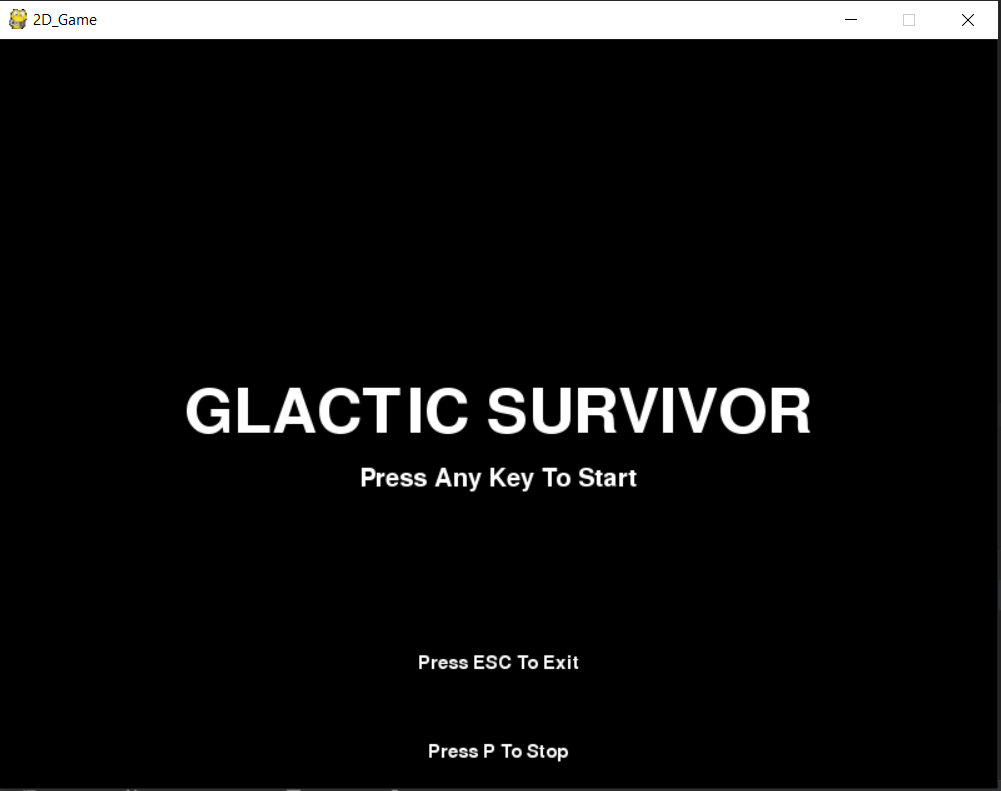 2D_Game
GLACTIC SURVIVOR
Press Any Key To Start
Press ESC To Exit
Press P To Stop